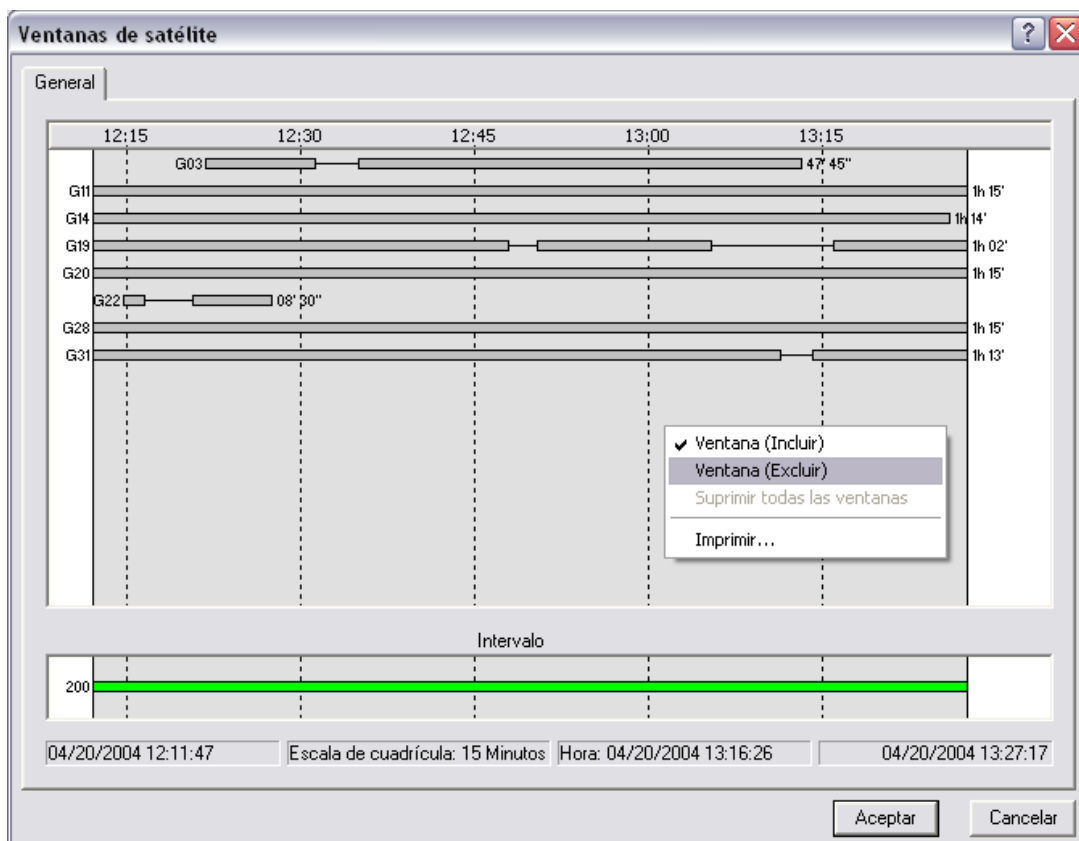 Ventanas de satélite
General
12:15 12:30 12:45 13:00 13:15
G03 47' 45"
G11 1h 15'
G14 1h 14'
G19 1h 02'
G20 1h 15'
G22 08' 30"
G28 1h 15'
G31 1h 13'
Ventana (Incluir)
Ventana (Excluir)
Suprimir todas las ventanas
Imprimir...
Intervalo
200
04/20/2004 12:11:47 Escala de cuadrícula: 15 Minutos Hora: 04/20/2004 13:16:26 04/20/2004 13:27:17
Aceptar Cancelar